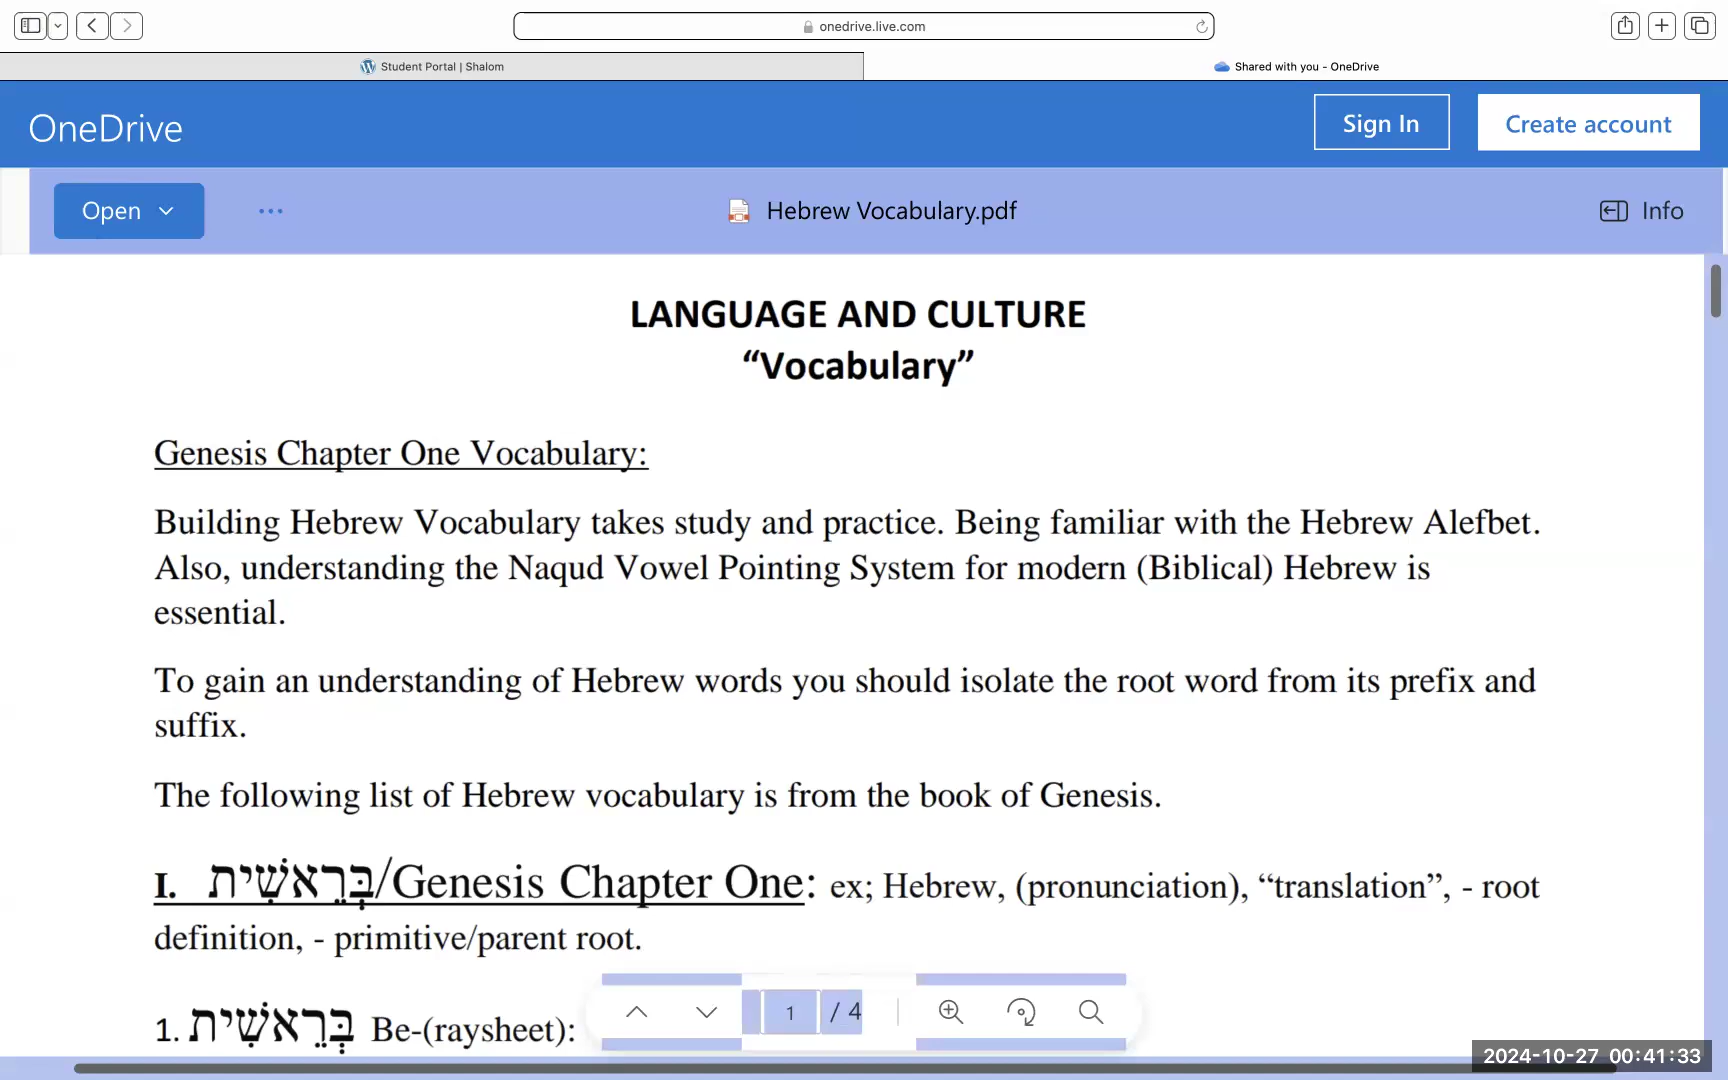 onedrive.live.com
Student Portal | Shalom
Shared with you - OneDrive
OneDrive
Sign In
Create account
Open
Hebrew Vocabulary.pdf
Info
LANGUAGE AND CULTURE
“Vocabulary”
Genesis Chapter One Vocabulary:
Building Hebrew Vocabulary takes study and practice. Being familiar with the Hebrew Alefbet.
Also, understanding the Naqud Vowel Pointing System for modern (Biblical) Hebrew is
essential.
To gain an understanding of Hebrew words you should isolate the root word from its prefix and
suffix.
The following list of Hebrew vocabulary is from the book of Genesis.
I. בְּרֵאשִׁית/Genesis Chapter One: ex; Hebrew, (pronunciation), “translation”, - root
definition, - primitive/parent root.
1. בְּרֵאשִׁית Be-(raysheet):
1 / 4
2024-10-27 00:41:33